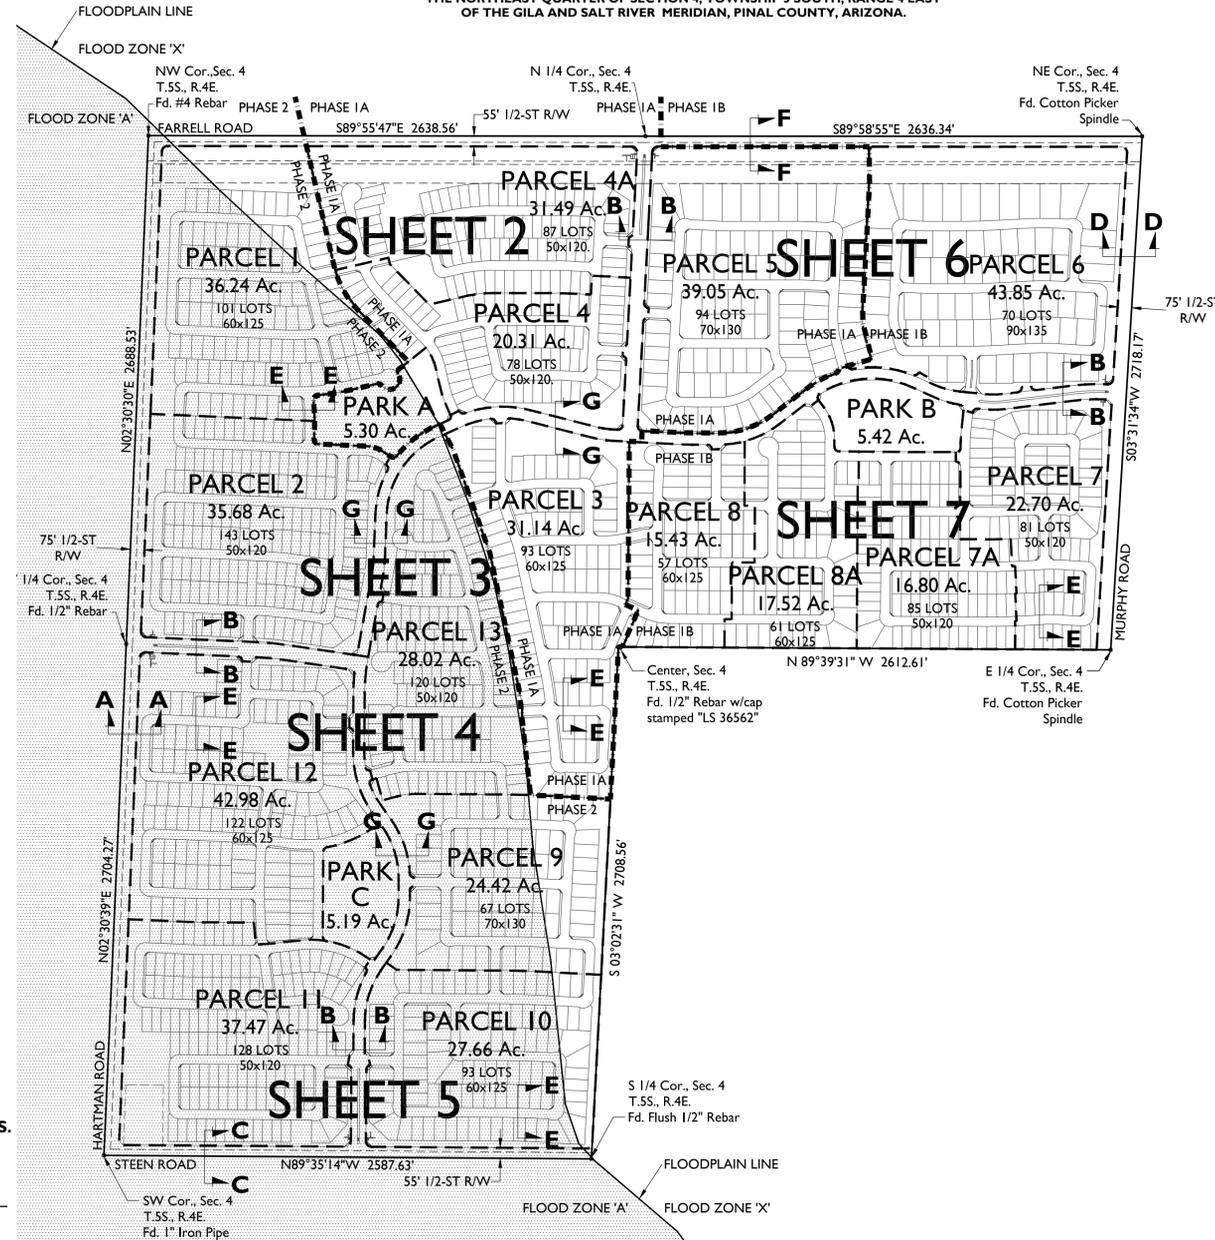 THE NORTHEAST QUARTER OF SECTION 4, TOWNSHIP 5 SOUTH, RANGE 4 EAST
OF THE GILA AND SALT RIVER MERIDIAN, PINAL COUNTY, ARIZONA.
FLOODPLAIN LINE
FLOOD ZONE 'X'
FLOOD ZONE 'A'
NW Cor.,Sec. 4
T.5S., R.4E.
Fd. #4 Rebar
PHASE 2
PHASE 1A
N 1/4 Cor., Sec. 4
T.5S., R.4E.
PHASE 1A
PHASE 1B
NE Cor., Sec. 4
T.5S., R.4E.
Fd. Cotton Picker
Spindle
FARRELL ROAD
S89°55'47"E 2638.56'
55' 1/2-ST R/W
S89°58'55"E 2636.34'
F
F
PHASE 2
PHASE 1A
PARCEL 4A
31.49 Ac.
87 LOTS
50x120.
B
B
D
D
SHEET 2
PARCEL 1
36.24 Ac.
101 LOTS
60x125
PARCEL 5
39.05 Ac.
94 LOTS
70x130
SHEET 6
PARCEL 6
43.85 Ac.
70 LOTS
90x135
75' 1/2-S
R/W
PHASE 1A
PHASE 2
PARCEL 4
20.31 Ac.
78 LOTS
50x120.
PHASE 1A
PHASE 1B
N02°30'30"E 2688.53'
S03°31'34"W 2718.17'
E
E
B
B
PARK A
5.30 Ac.
G
G
PHASE 1A
PHASE 1B
PARK B
5.42 Ac.
PARCEL 2
35.68 Ac.
143 LOTS
50x120
G
G
PARCEL 3
31.14 Ac.
93 LOTS
60x125
PARCEL 8
15.43 Ac.
57 LOTS
60x125
SHEET 7
PARCEL 7
22.70 Ac.
81 LOTS
50x120
75' 1/2-ST
R/W
1/4 Cor., Sec. 4
T.5S., R.4E.
Fd. 1/2" Rebar
SHEET 3
PARCEL 8A
17.52 Ac.
61 LOTS
60x125
PARCEL 7A
16.80 Ac.
85 LOTS
50x120
E
E
MURPHY ROAD
B
B
PARCEL 13
28.02 Ac.
120 LOTS
50x120
PHASE 2
PHASE 1A
PHASE 1A
PHASE 1B
N 89°39'31" W 2612.61'
Center, Sec. 4
T.5S., R.4E.
Fd. 1/2" Rebar w/cap
stamped "LS 36562"
E 1/4 Cor., Sec. 4
T.5S., R.4E.
Fd. Cotton Picker
Spindle
A
A
E
E
E
E
SHEET 4
PARCEL 12
42.98 Ac.
122 LOTS
60x125
PHASE 1A
PHASE 2
G
G
PARK
C
5.19 Ac.
PARCEL 9
24.42 Ac.
67 LOTS
70x130
N02°30'39"E 2704.27'
S 03°02'31" W 2708.56'
PARCEL 11
37.47 Ac.
128 LOTS
50x120
B
B
PARCEL 10
27.66 Ac.
93 LOTS
60x125
E
E
SHEET 5
S 1/4 Cor., Sec. 4
T.5S., R.4E.
Fd. Flush 1/2" Rebar
HARTMAN ROAD
S.
C
C
STEEN ROAD
N89°35'14"W 2587.63'
55' 1/2-ST R/W
FLOODPLAIN LINE
FLOOD ZONE 'A'
FLOOD ZONE 'X'
SW Cor., Sec. 4
T.5S., R.4E.
Fd. 1" Iron Pipe